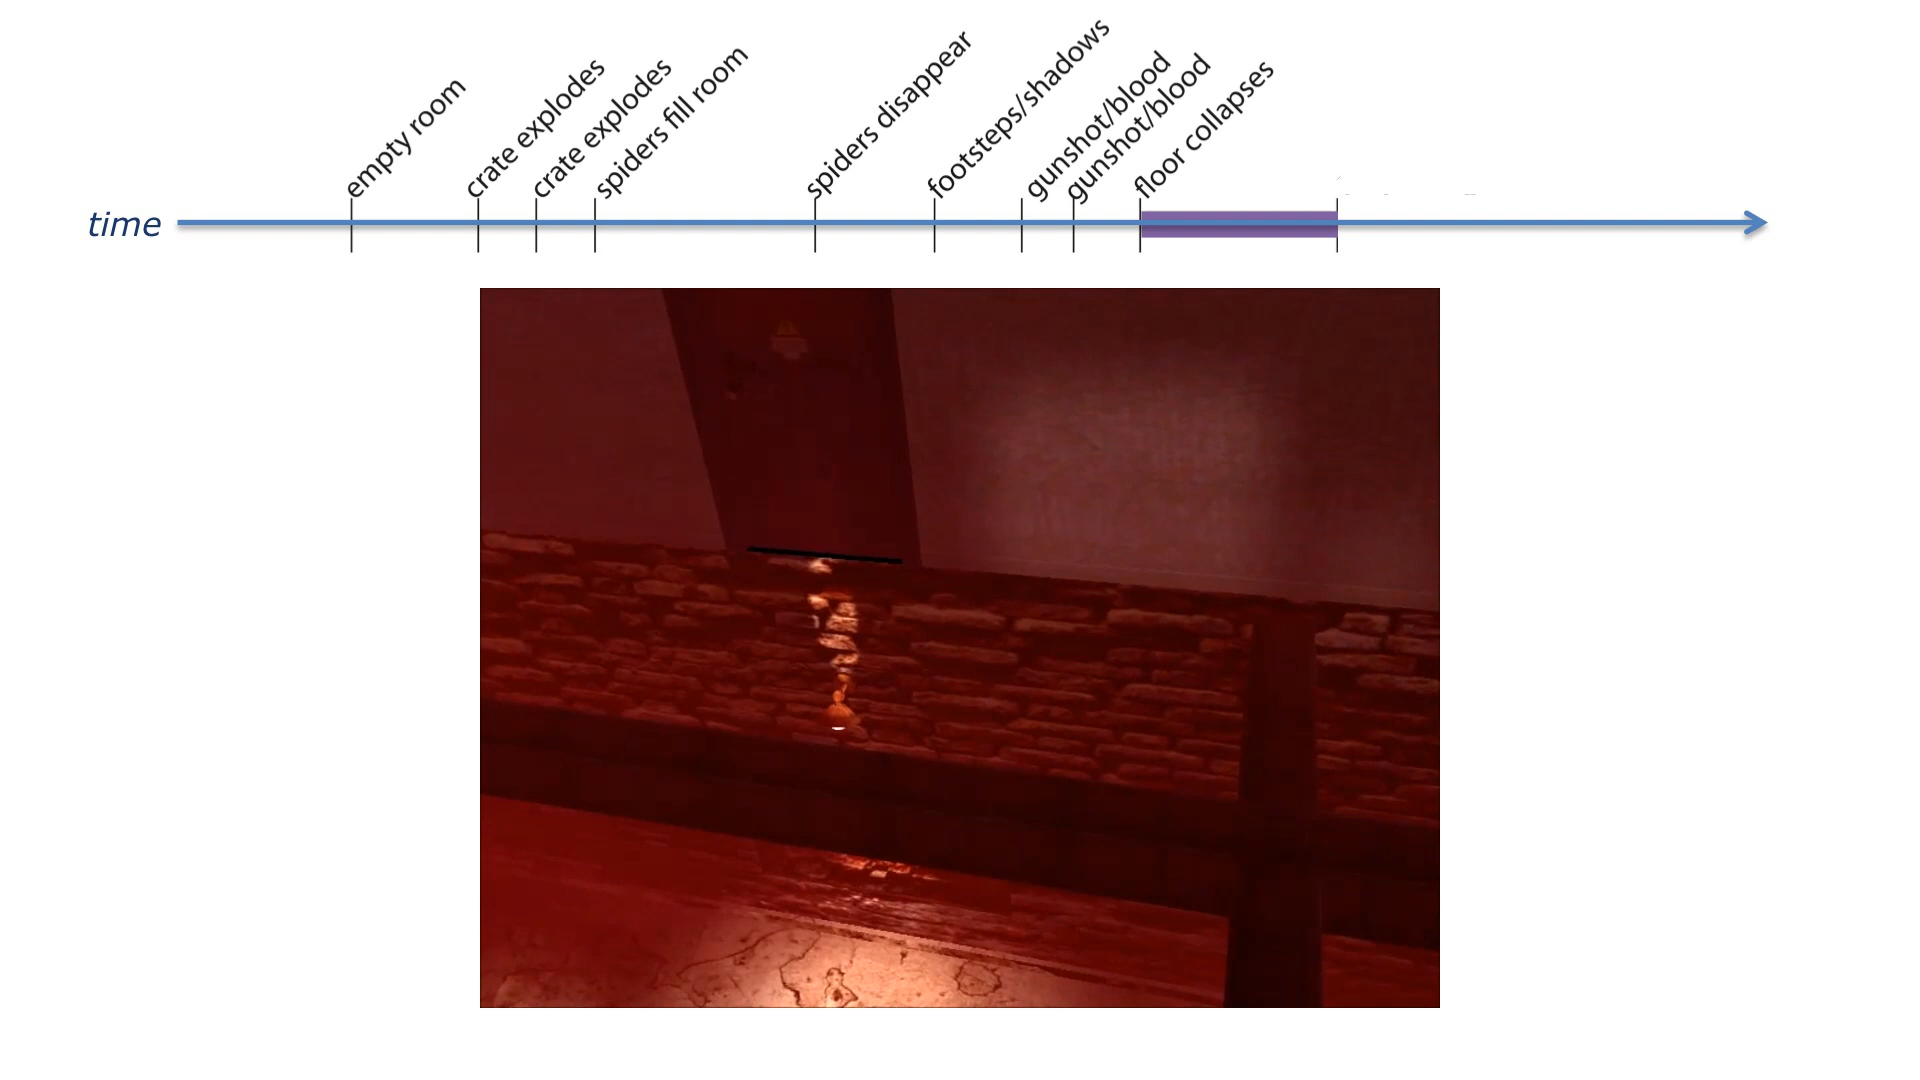 empty room
crate explodes
crate explodes
spiders fill room
spiders disappear
footsteps/shadows
gunshot/blood
gunshot/blood
floor collapses
time